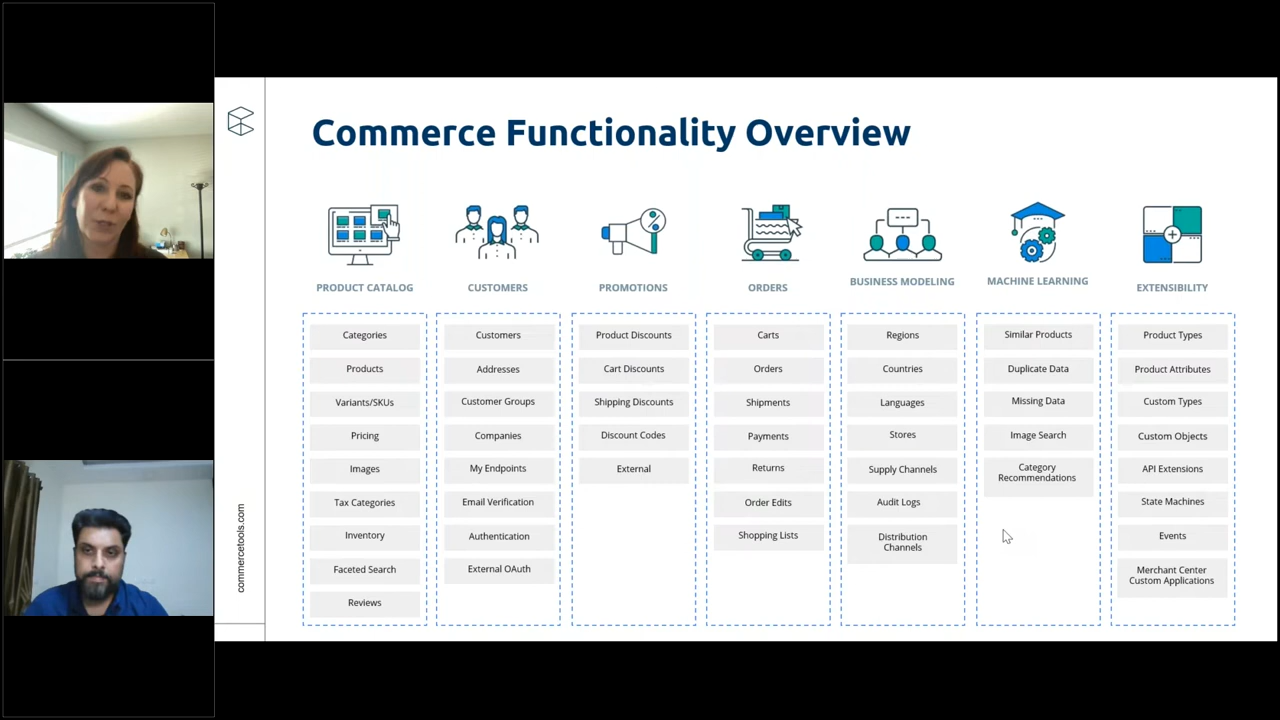 Commerce Functionality Overview
PRODUCT CATALOG
Categories
Products
Variants/SKUs
Pricing
Images
Tax Categories
Inventory
Faceted Search
Reviews
CUSTOMERS
Customers
Addresses
Customer Groups
Companies
My Endpoints
Email Verification
Authentication
External OAuth
PROMOTIONS
Product Discounts
Cart Discounts
Shipping Discounts
Discount Codes
External
ORDERS
Carts
Orders
Shipments
Payments
Returns
Order Edits
Shopping Lists
BUSINESS MODELING
Regions
Countries
Languages
Stores
Supply Channels
Audit Logs
Distribution
Channels
MACHINE LEARNING
Similar Products
Duplicate Data
Missing Data
Image Search
Category
Recommendations
EXTENSIBILITY
Product Types
Product Attributes
Custom Types
Custom Objects
API Extensions
State Machines
Events
Merchant Center
Custom Applications
commercetools.com